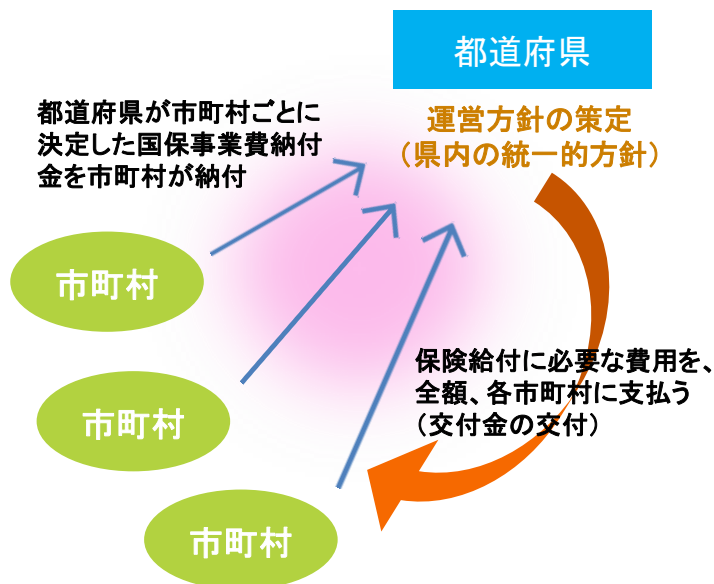 都道府県
都道府県が市町村ごとに
決定した国保事業費納付
金を市町村が納付
運営方針の策定
（県内の統一的方針）
市町村
保険給付に必要な費用を、
全額、各市町村に支払う
（交付金の交付）
市町村
市町村